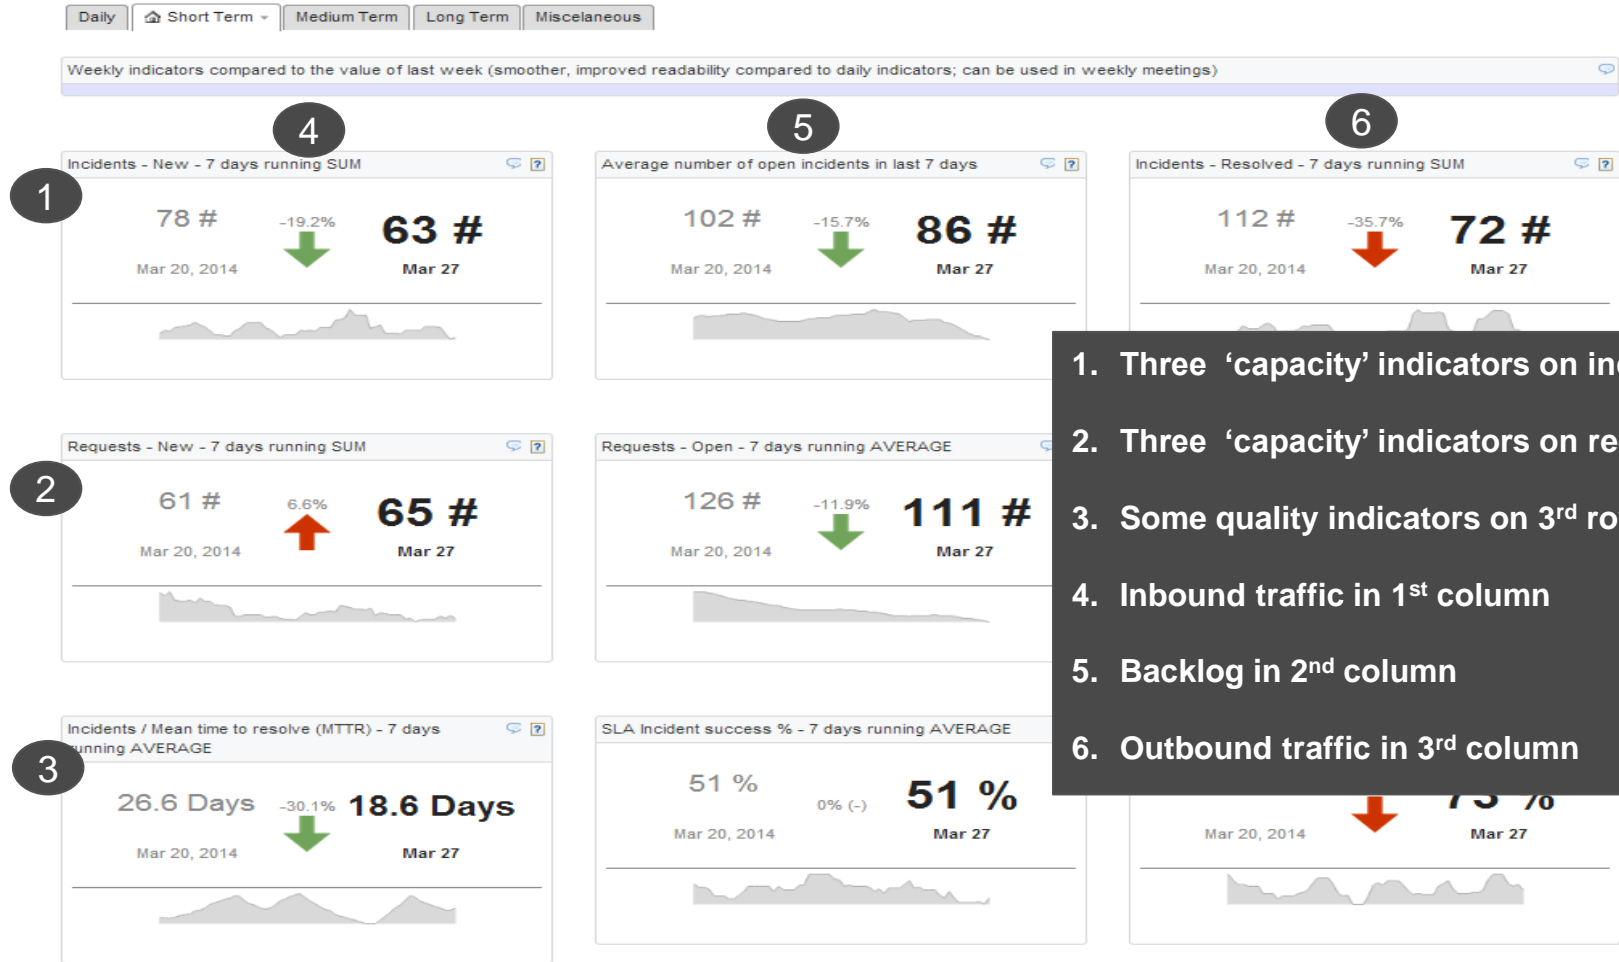 Daily Short Term Medium Term Long Term Miscelaneous
Weekly indicators compared to the value of last week (smoother, improved readability compared to daily indicators; can be used in weekly meetings)
4 5 6
Incidents - New - 7 days running SUM
1
78 # -19.2% 63 #
Mar 20, 2014 Mar 27
Average number of open incidents in last 7 days
102 # -15.7% 86 #
Mar 20, 2014 Mar 27
Incidents - Resolved - 7 days running SUM
112 # -35.7% 72 #
Mar 20, 2014 Mar 27
Requests - New - 7 days running SUM
2
61 # 6.6% 65 #
Mar 20, 2014 Mar 27
Requests - Open - 7 days running AVERAGE
126 # -11.9% 111 #
Mar 20, 2014 Mar 27
1. Three ‘capacity’ indicators on
2. Three ‘capacity’ indicators on
3. Some quality indicators on 3rd
4. Inbound traffic in 1st column
5. Backlog in 2nd column
6. Outbound traffic in 3rd column
Incidents / Mean time to resolve (MTTR) - 7 days
running AVERAGE
3
26.6 Days -30.1% 18.6 Days
Mar 20, 2014 Mar 27
SLA Incident success % - 7 days running AVERAGE
51 % 0% (-) 51 %
Mar 20, 2014 Mar 27
Mar 20, 2014 Mar 27